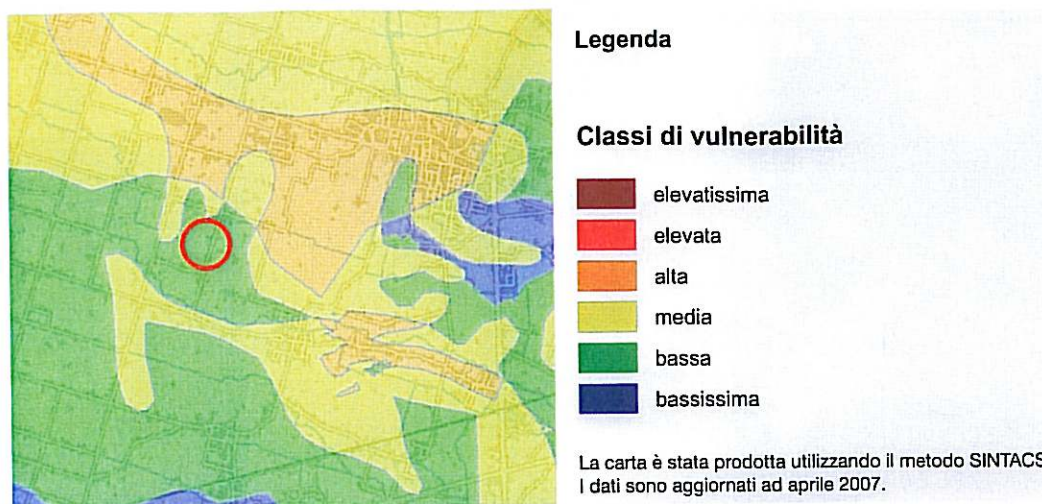 Legenda
Classi di vulnerabilità
elevatissima
elevata
alta
media
bassa
bassissima
La carta è stata prodotta utilizzando il metodo SINTACS
I dati sono aggiornati ad aprile 2007.